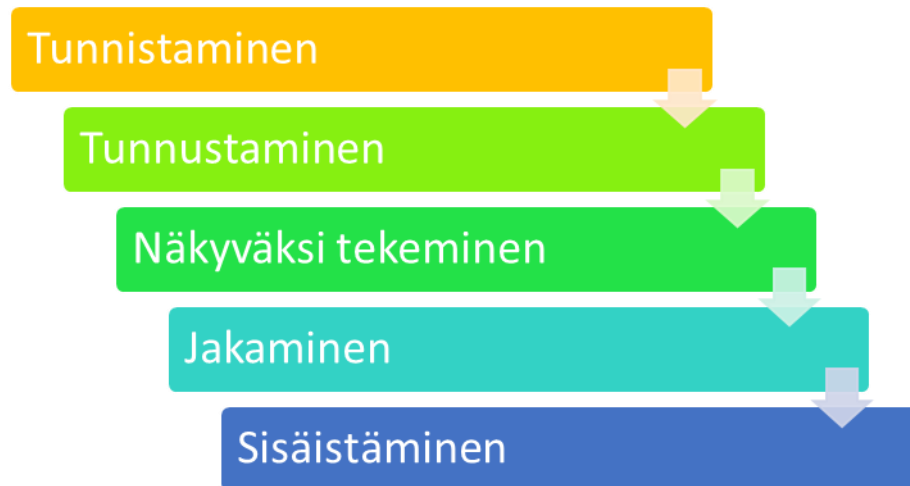 Tunnistaminen
Tunnustaminen
Näkyväksi tekeminen
Jakaminen
Sisäistäminen